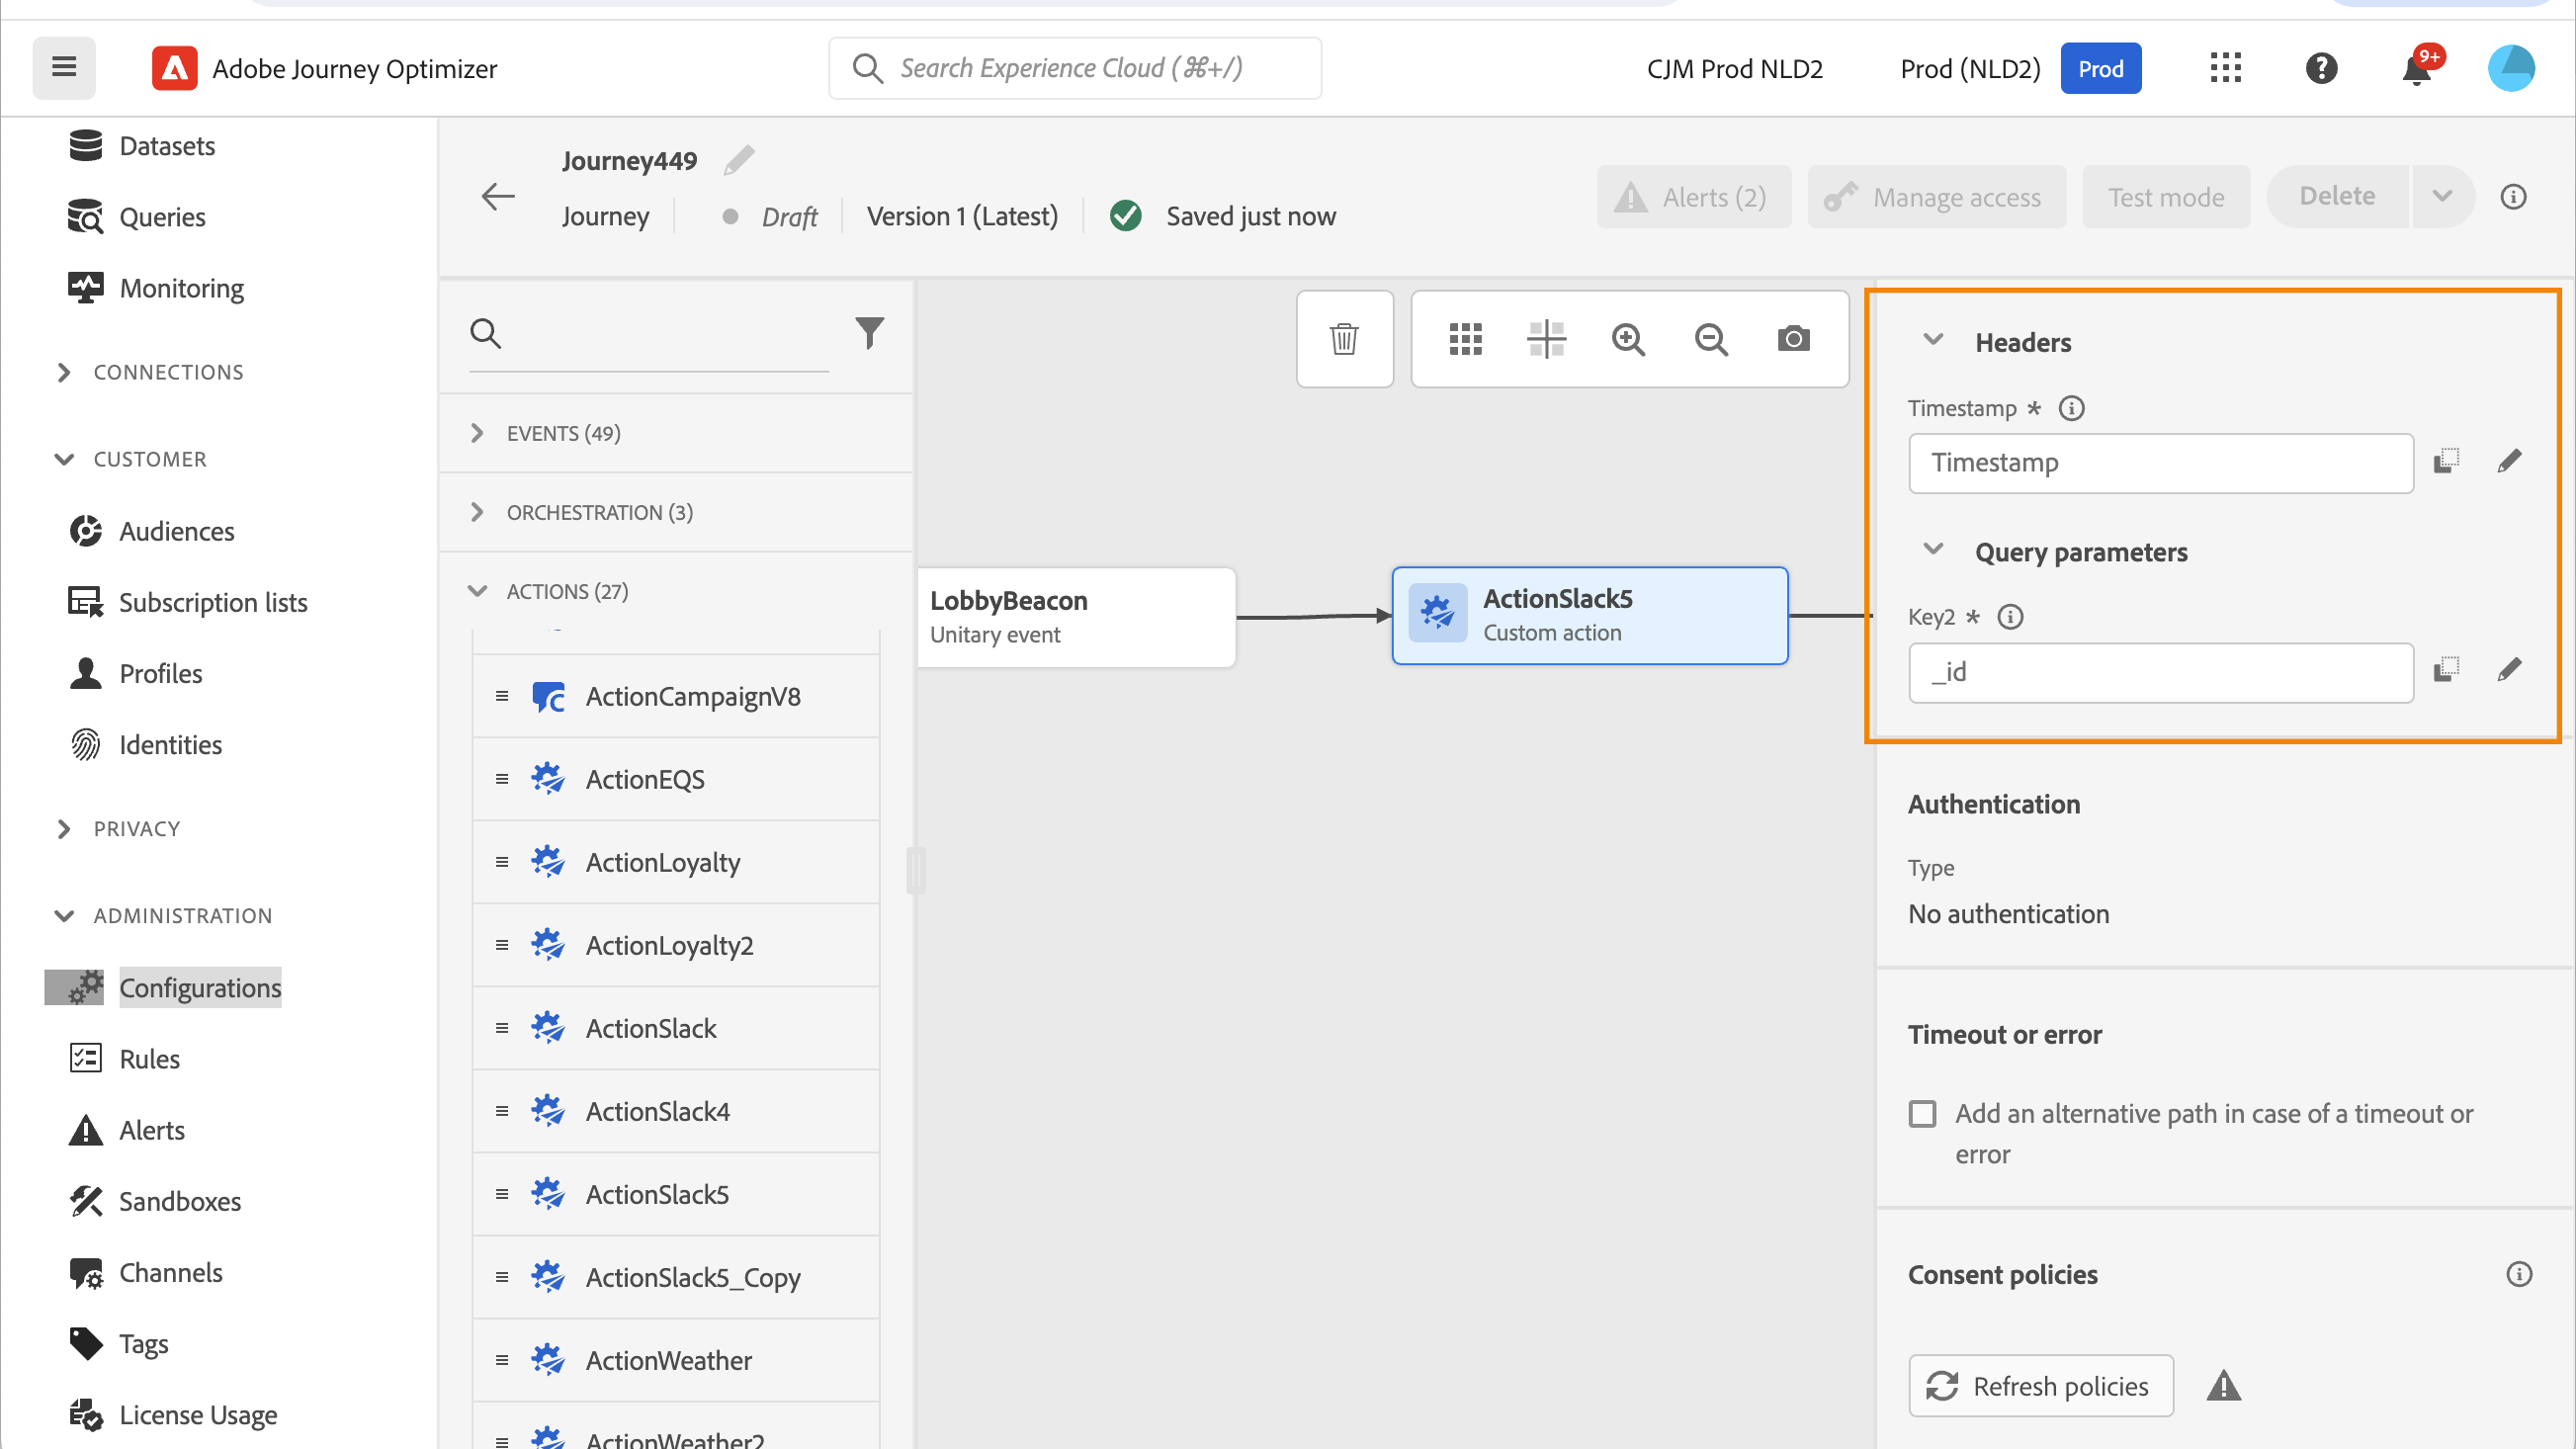 Adobe Journey Optimizer
Search Experience Cloud (⌘+/)
CJM Prod NLD2
Prod (NLD2)
Prod
9+
Datasets
Queries
Monitoring
CONNECTIONS
CUSTOMER
Audiences
Subscription lists
Profiles
Identities
PRIVACY
ADMINISTRATION
Configurations
Rules
Alerts
Sandboxes
Channels
Tags
License Usage
Journey449
Journey
Draft
Version 1 (Latest)
Saved just now
Alerts (2)
Manage access
Test mode
Delete
EVENTS (49)
ORCHESTRATION (3)
ACTIONS (27)
ActionCampaignV8
ActionEQS
ActionLoyalty
ActionLoyalty2
ActionSlack
ActionSlack4
ActionSlack5
ActionSlack5_Copy
ActionWeather
ActionWeather2
LobbyBeacon
Unitary event
ActionSlack5
Custom action
Headers
Timestamp *
Timestamp
Query parameters
Key2 *
_id
Authentication
Type
No authentication
Timeout or error
Add an alternative path in case of a timeout or
error
Consent policies
Refresh policies